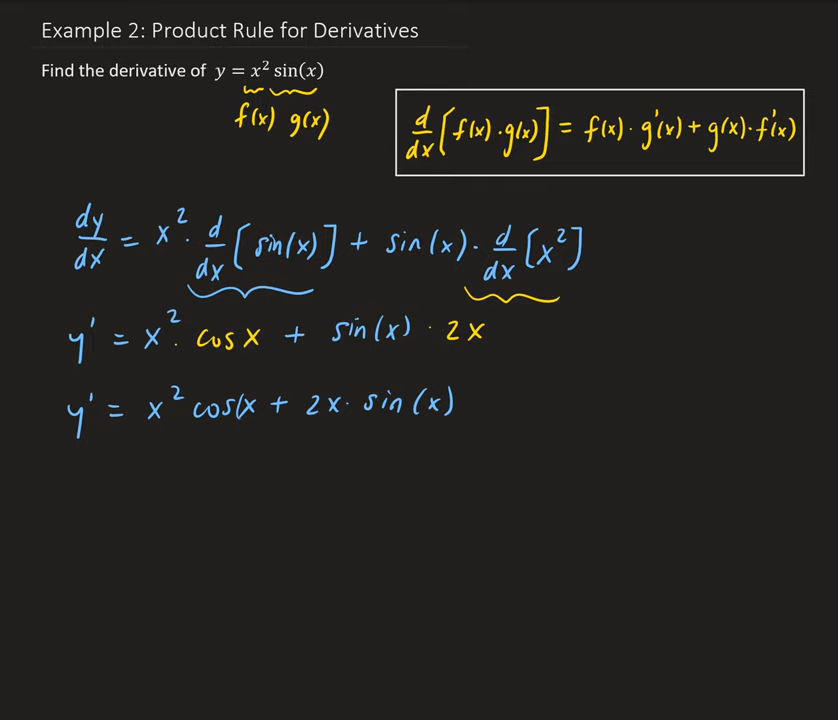 Example 2: Product Rule for Derivatives
Find the derivative of y = x² sin(x)
f(x) g(x)
d/dx [f(x) · g(x)] = f(x) · g'(x) + g(x) · f'(x)
dy/dx = x² · d/dx [sin(x)] + sin(x) · d/dx [x²]
y' = x² · cos x + sin(x) · 2x
y' = x² cos(x + 2x · sin(x)